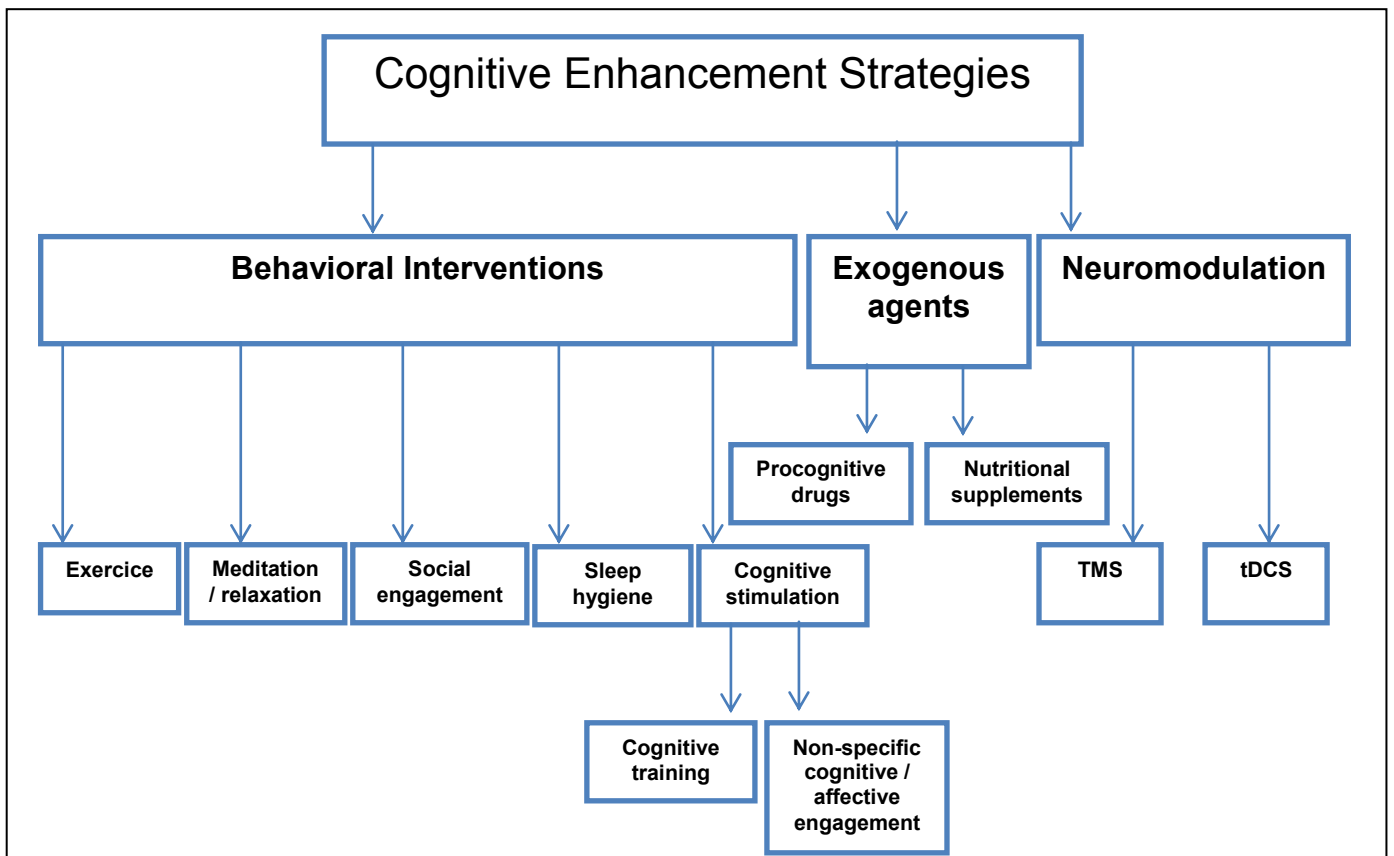 Cognitive Enhancement Strategies
Behavioral Interventions
Exogenous
agents
Neuromodulation
Procognitive
drugs
Nutritional
supplements
Exercice
Meditation
/ relaxation
Social
engagement
Sleep
hygiene
Cognitive
stimulation
TMS
tDCS
Cognitive
training
Non-specific
cognitive /
affective
engagement